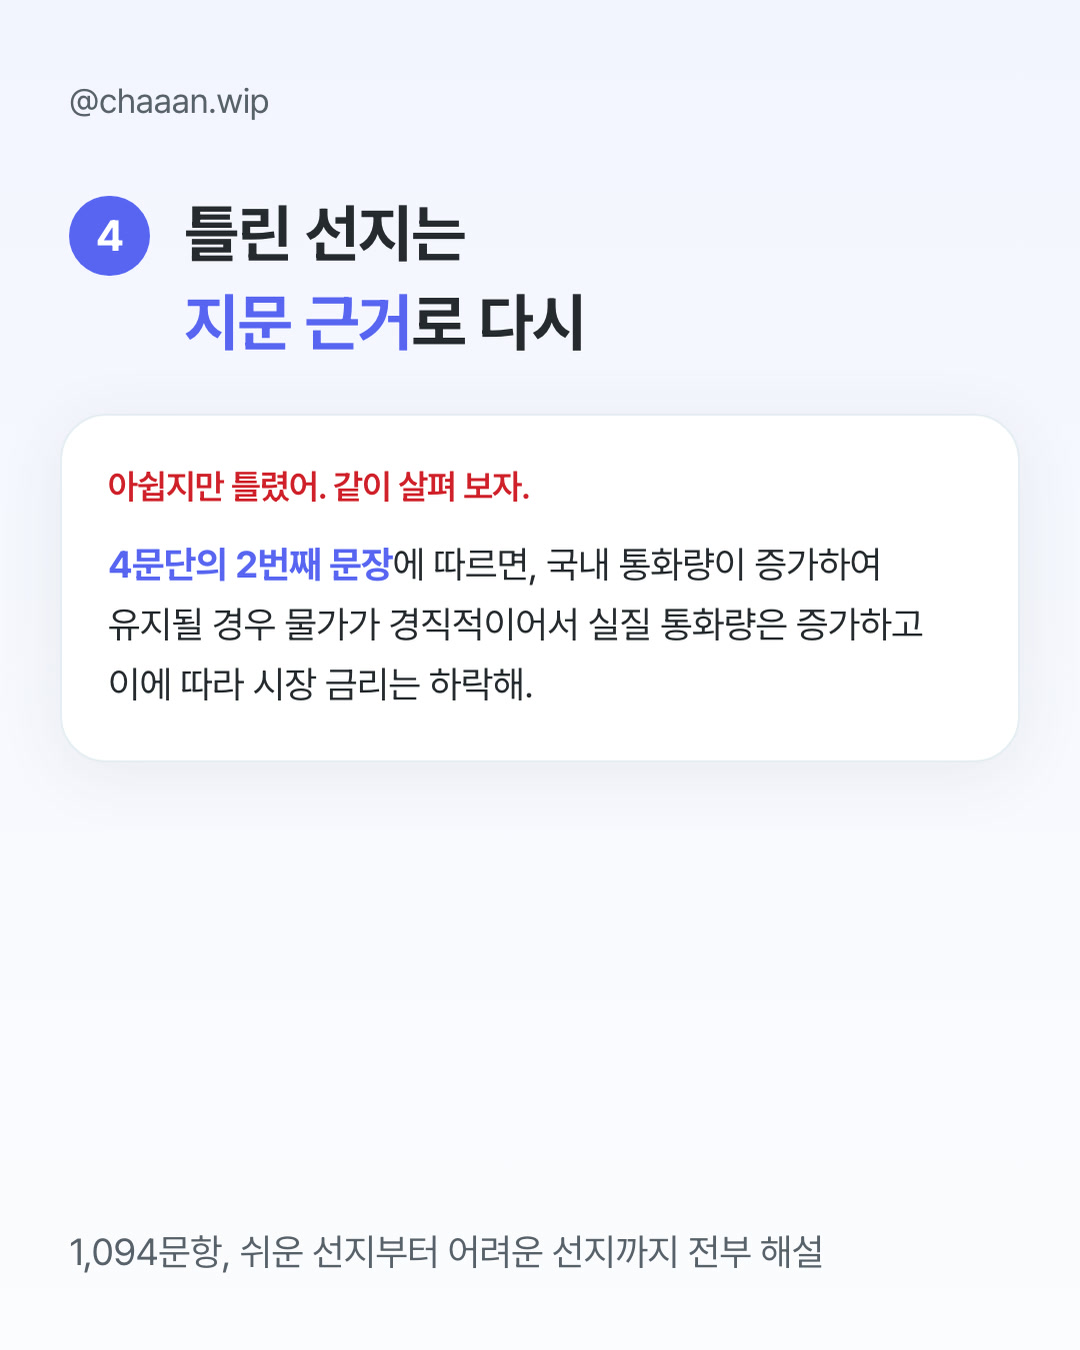 @chaaan.wip
4
틀린 선지는
지문 근거로 다시
아쉽지만 틀렸어. 같이 살펴 보자.
4문단의 2번째 문장에 따르면, 국내 통화량이 증가하여
유지될 경우 물가가 경직적이어서 실질 통화량은 증가하고
이에 따라 시장 금리는 하락해.
1,094문항, 쉬운 선지부터 어려운 선지까지 전부 해설